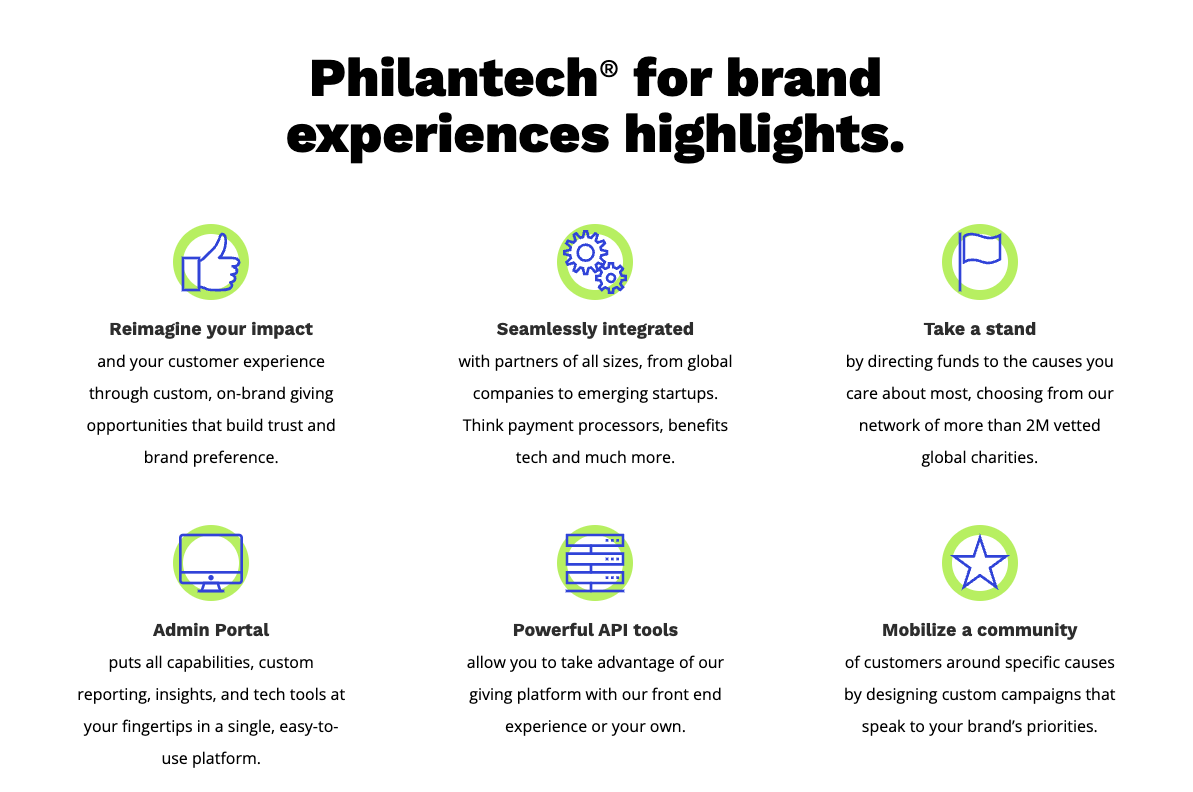 Philantech® for brand
experiences highlights.
Reimagine your impact
and your customer experience
through custom, on-brand giving
opportunities that build trust and
brand preference.
Seamlessly integrated
with partners of all sizes, from global
companies to emerging startups.
Think payment processors, benefits
tech and much more.
Take a stand
by directing funds to the causes you
care about most, choosing from our
network of more than 2M vetted
global charities.
Admin Portal
puts all capabilities, custom
reporting, insights, and tech tools at
your fingertips in a single, easy-to-
use platform.
Powerful API tools
allow you to take advantage of our
giving platform with our front end
experience or your own.
Mobilize a community
of customers around specific causes
by designing custom campaigns that
speak to your brand’s priorities.